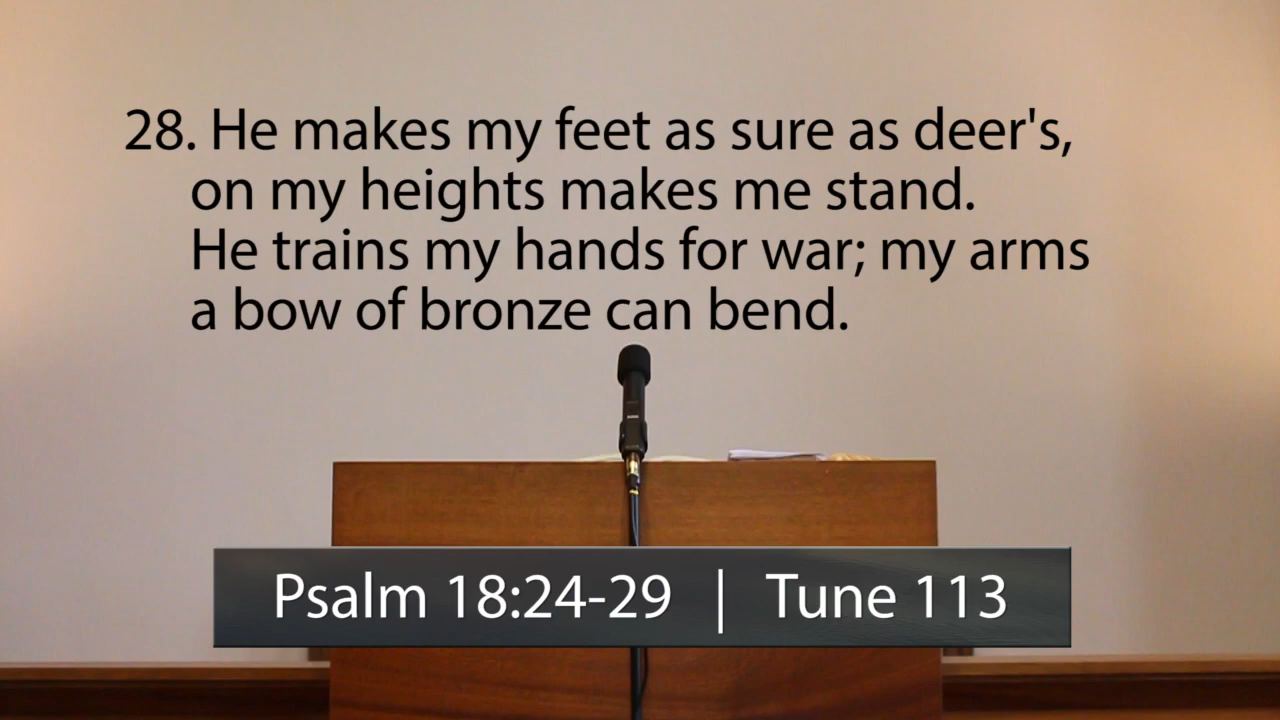 28. He makes my feet as sure as deer's,
on my heights makes me stand.
He trains my hands for war; my arms
a bow of bronze can bend.
Psalm 18:24-29 | Tune 113